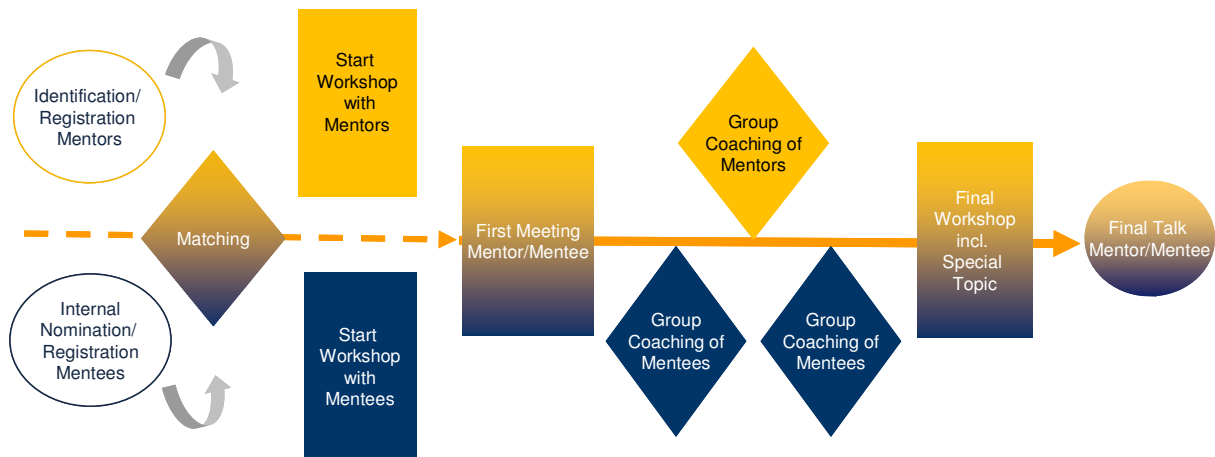 Identification/
Registration
Mentors
Internal
Nomination/
Registration
Mentees
Matching
Start
Workshop
with
Mentors
Start
Workshop
with
Mentees
First Meeting
Mentor/Mentee
Group
Coaching of
Mentors
Group
Coaching of
Mentees
Group
Coaching of
Mentees
Final
Workshop
incl.
Special
Topic
Final Talk
Mentor/Mentee